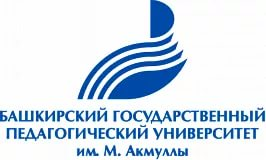 БАШКИРСКИЙ ГОСУДАРСТВЕННЫЙ
ПЕДАГОГИЧЕСКИЙ УНИВЕРСИТЕТ
им. М. Акмуллы